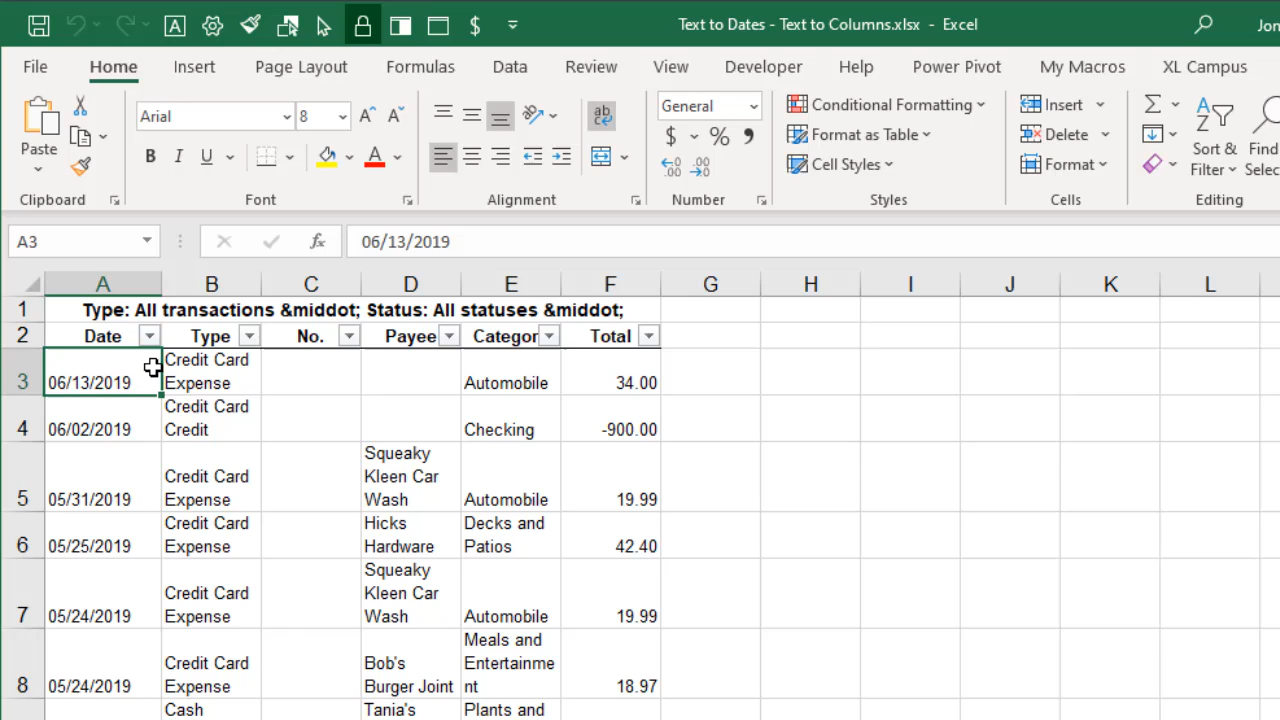 Text to Dates - Text to Columns.xlsx - Excel
Jon
File Home Insert Page Layout Formulas Data Review View Developer Help Power Pivot My Macros XL Campus
Arial
8
General
Conditional Formatting
Insert
Paste
Format as Table
Delete
Sort &
Find
B I U
Cell Styles
Format
Filter
Selec
Clipboard
Font
Alignment
Number
Styles
Cells
Editing
A3
fx
06/13/2019
A B C D E F G H I J K L
1 Type: All transactions &middot; Status: All statuses &middot;
2 Date Type No. Payee Categor Total
Credit Card
3 06/13/2019 Expense Automobile 34.00
Credit Card
4 06/02/2019 Credit Checking -900.00
Squeaky
Credit Card Kleen Car
5 05/31/2019 Expense Wash Automobile 19.99
Credit Card Hicks Decks and
6 05/25/2019 Expense Hardware Patios 42.40
Squeaky
Credit Card Kleen Car
7 05/24/2019 Expense Wash Automobile 19.99
Meals and
Credit Card Bob's Entertainme
8 05/24/2019 Expense Burger Joint nt 18.97
Cash Tania's Plants and